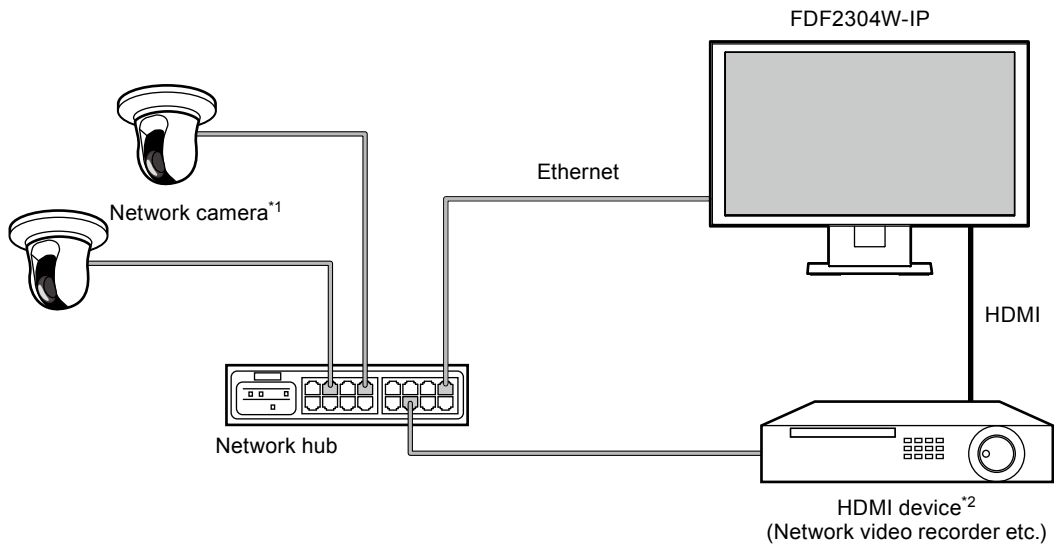 FDF2304W-IP
Ethernet
Network camera*1
HDMI
Network hub
HDMI device*2
(Network video recorder etc.)